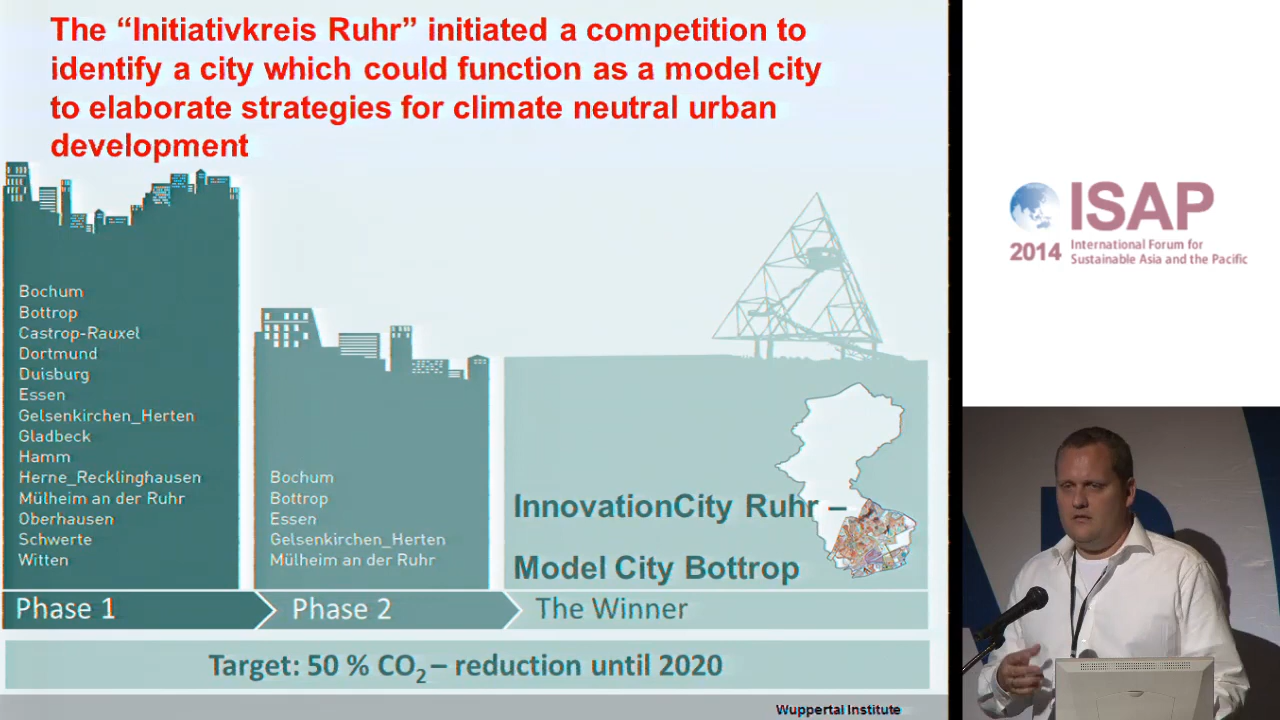 The “Initiativkreis Ruhr” initiated a competition to
identify a city which could function as a model city
to elaborate strategies for climate neutral urban
development
Bochum
Bottrop
Castrop-Rauxel
Dortmund
Duisburg
Essen
Gelsenkirchen_Herten
Gladbeck
Hamm
Herne_Recklinghausen
Mülheim an der Ruhr
Oberhausen
Schwerte
Witten
Phase 1
Bochum
Bottrop
Essen
Gelsenkirchen_Herten
Mülheim an der Ruhr
Phase 2
InnovationCity Ruhr –
Model City Bottrop
The Winner
Target: 50 % CO₂ – reduction until 2020
Wuppertal Institute
ISAP
2014
International Forum for
Sustainable Asia and the Pacific